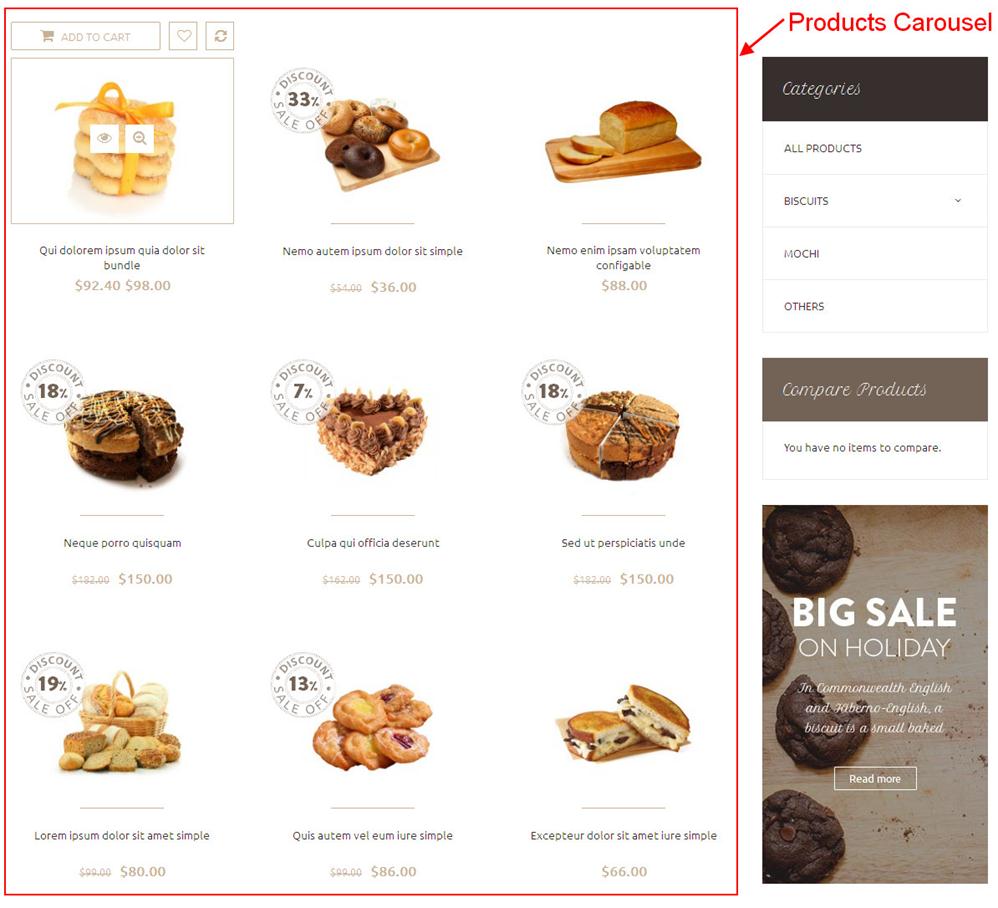 Products Carousel
ADD TO CART
DISCOUNT
33%
SALE OFF
Qui dolorem ipsum quia dolor sit
bundle
$92.40 $98.00
Nemo autem ipsum dolor sit simple
$54.00 $36.00
Nemo enim ipsam voluptatem
configable
$88.00
DISCOUNT
18%
SALE OFF
DISCOUNT
7%
SALE OFF
DISCOUNT
18%
SALE OFF
Neque porro quisquam
$182.00 $150.00
Culpa qui officia deserunt
$162.00 $150.00
Sed ut perspiciatis unde
$182.00 $150.00
DISCOUNT
19%
SALE OFF
DISCOUNT
13%
SALE OFF
Lorem ipsum dolor sit amet simple
$99.00 $80.00
Quis autem vel eum iure simple
$99.00 $86.00
Excepteur dolor sit amet iure simple
$66.00
Categories
ALL PRODUCTS
BISCUITS
MOCHI
OTHERS
Compare Products
You have no items to compare.
BIG SALE
ON HOLIDAY
In Commonwealth English
and Hiberno-English, a
biscuit is a small baked
Read more